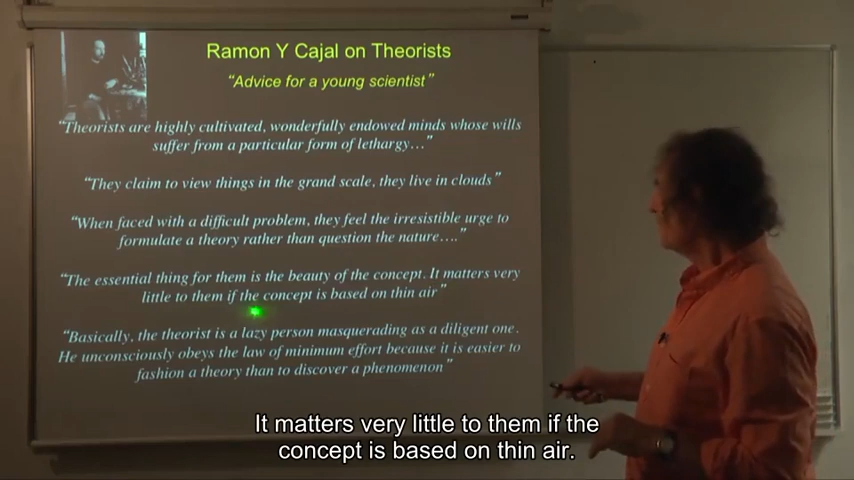 Ramon Y Cajal on Theorists
“Advice for a young scientist”
“Theorists are highly cultivated, wonderfully endowed minds whose wills
suffer from a particular form of lethargy…”
“They claim to view things in the grand scale, they live in clouds”
“When faced with a difficult problem, they feel the irresistible urge to
formulate a theory rather than question the nature….”
“The essential thing for them is the beauty of the concept. It matters very
little to them if the concept is based on thin air”
“Basically, the theorist is a lazy person masquerading as a diligent one.
He unconsciously obeys the law of minimum effort because it is easier to
fashion a theory than to discover a phenomenon”
It matters very little to them if the
concept is based on thin air.